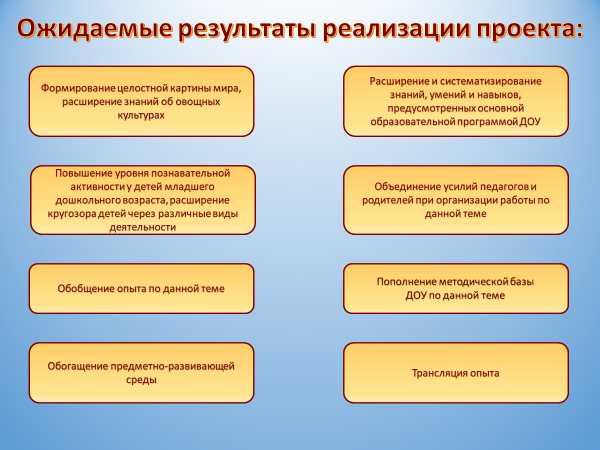 Ожидаемые результаты реализации проекта:
Формирование целостной картины мира,
расширение знаний об овощных
культурах
Расширение и систематизирование
знаний, умений и навыков,
предусмотренных основной
образовательной программой ДОУ
Повышение уровня познавательной
активности у детей младшего
дошкольного возраста, расширение
кругозора детей через различные виды
деятельности
Объединение усилий педагогов и
родителей при организации работы по
данной теме
Обобщение опыта по данной теме
Пополнение методической базы
ДОУ по данной теме
Обогащение предметно-развивающей
среды
Трансляция опыта